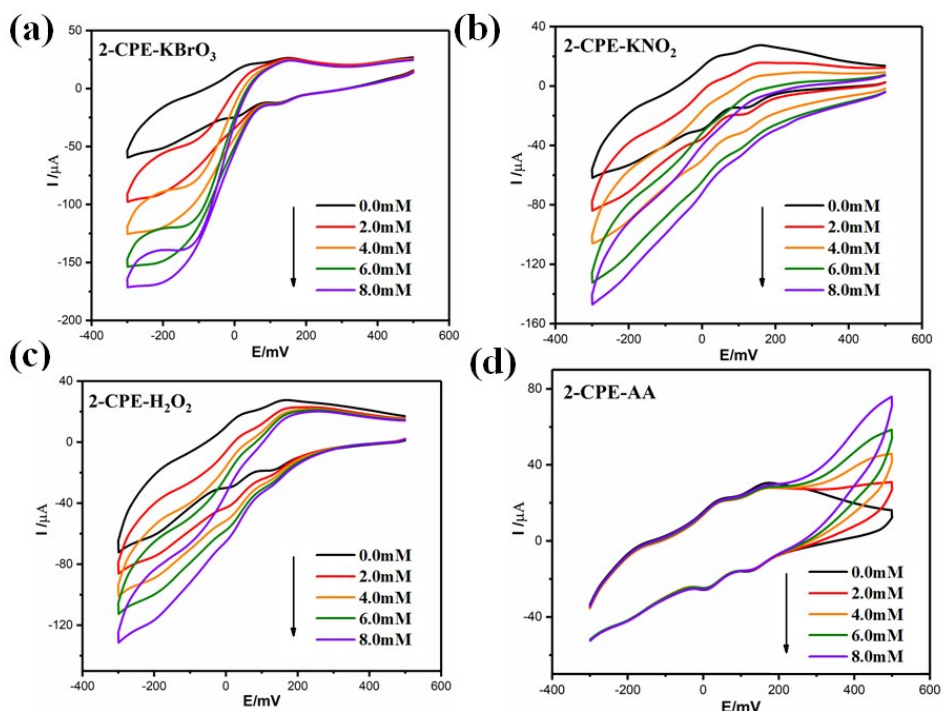 (a)
2-CPE-KBrO₃
50
0
-50
-100
-150
-200
I /μA
0.0mM
2.0mM
4.0mM
6.0mM
8.0mM
-400
-200
0
200
400
600
E/mV
(b)
2-CPE-KNO₂
40
0
-40
-80
-120
-160
I /μA
0.0mM
2.0mM
4.0mM
6.0mM
8.0mM
-400
-200
0
200
400
600
E/mV
(c)
2-CPE-H₂O₂
40
0
-40
-80
-120
I /μA
0.0mM
2.0mM
4.0mM
6.0mM
8.0mM
-400
-200
0
200
400
600
E/mV
(d)
2-CPE-AA
80
40
0
-40
-80
I /μA
0.0mM
2.0mM
4.0mM
6.0mM
8.0mM
-400
-200
0
200
400
600
E/mV